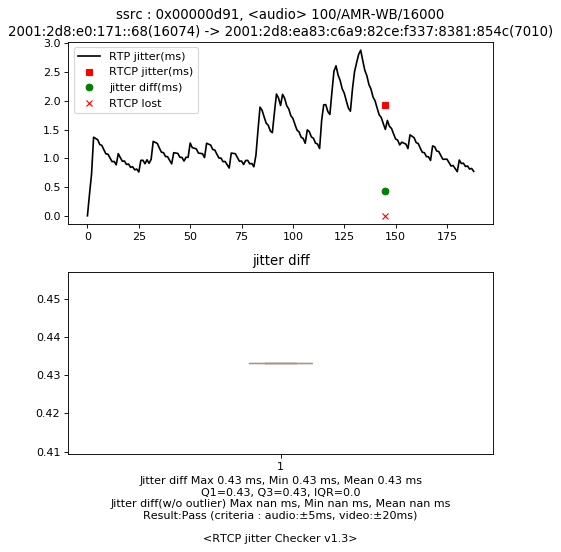 ssrc : 0x00000d91, <audio> 100/AMR-WB/16000
2001:2d8:e0:171::68(16074) -> 2001:2d8:ea83:c6a9:82ce:f337:8381:854c(7010)
3.0
2.5
2.0
1.5
1.0
0.5
0.0
RTP jitter(ms)
RTCP jitter(ms)
jitter diff(ms)
RTCP lost
0 25 50 75 100 125 150 175
jitter diff
0.45
0.44
0.43
0.42
0.41
1
Jitter diff Max 0.43 ms, Min 0.43 ms, Mean 0.43 ms
Q1=0.43, Q3=0.43, IQR=0.0
Jitter diff(w/o outlier) Max nan ms, Min nan ms, Mean nan ms
Result:Pass (criteria : audio:±5ms, video:±20ms)
<RTCP jitter Checker v1.3>